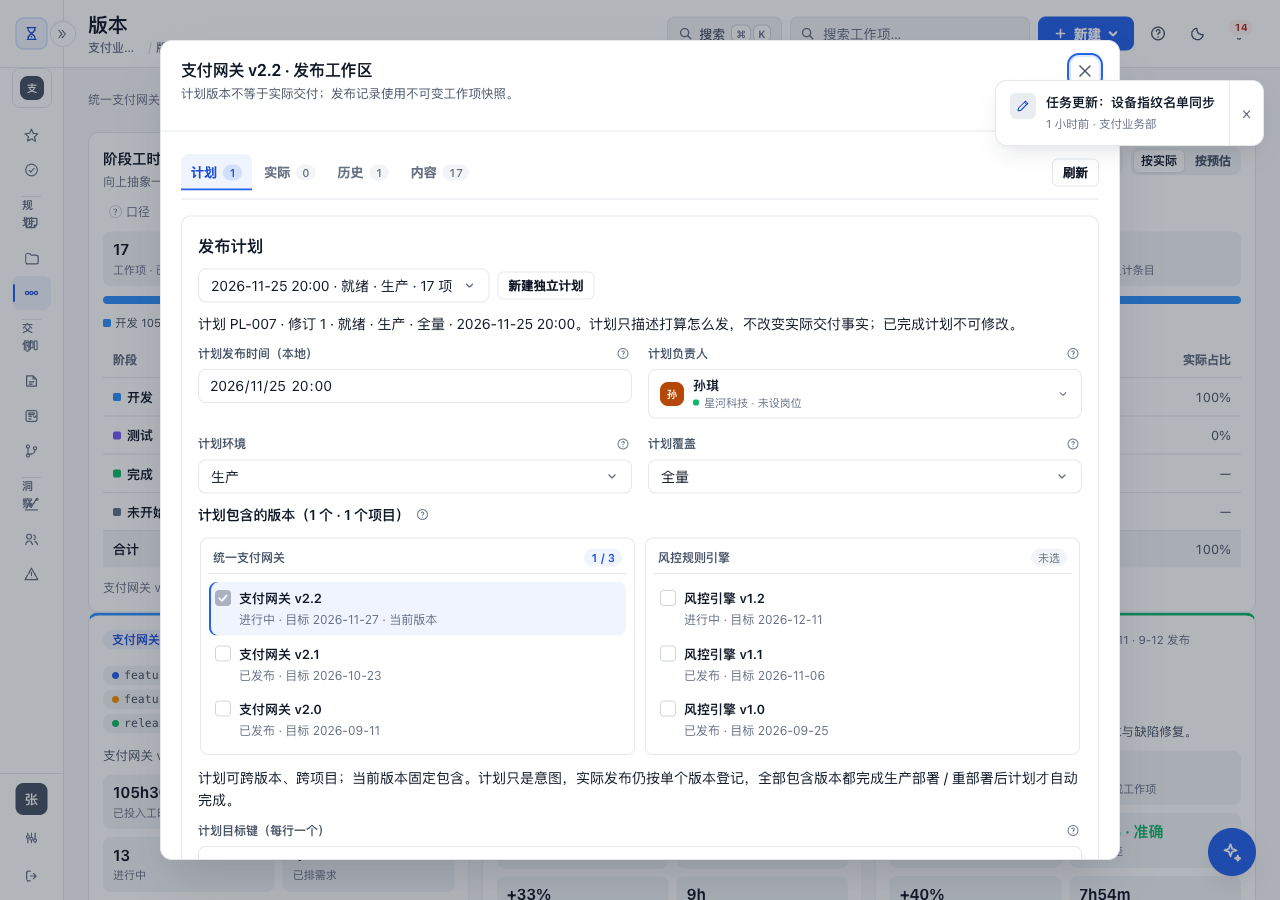 版本
支付业... /
搜索 ⌘ K
搜索工作项...
新建
14
支付网关 v2.2 · 发布工作区
计划版本不等于实际交付；发布记录使用不可变工作项快照。
任务更新：设备指纹名单同步
1 小时前 · 支付业务部
计划 1
实际 0
历史 1
内容 17
刷新
发布计划
2026-11-25 20:00 · 就绪 · 生产 · 17 项
新建独立计划
计划 PL-007 · 修订 1 · 就绪 · 生产 · 全量 · 2026-11-25 20:00。计划只描述打算怎么发，不改变实际交付事实；已完成计划不可修改。
计划发布时间（本地）
计划负责人
2026/11/25 20:00
孙
孙琪
星河科技 · 未设岗位
计划环境
计划覆盖
生产
全量
计划包含的版本（1 个 · 1 个项目）
统一支付网关
1 / 3
支付网关 v2.2
进行中 · 目标 2026-11-27 · 当前版本
支付网关 v2.1
已发布 · 目标 2026-10-23
支付网关 v2.0
已发布 · 目标 2026-09-11
风控规则引擎
未选
风控引擎 v1.2
进行中 · 目标 2026-12-11
风控引擎 v1.1
已发布 · 目标 2026-11-06
风控引擎 v1.0
已发布 · 目标 2026-09-25
计划可跨版本、跨项目；当前版本固定包含。计划只是意图，实际发布仍按单个版本登记，全部包含版本都完成生产部署 / 重部署后计划才自动
完成。
计划目标键（每行一个）
支
规
交
洞
张
统一支付网关
阶段工时
向上抽象一
口径
17
工作项 · 已
开发 105
阶段
开发
测试
完成
未开始
合计
支付网关 v
支付网关
featu
featu
relea
支付网关 v
105h3
已投入工时
13
进行中
已排需求
按实际
按预估
计条目
实际占比
100%
0%
—
—
100%
11 · 9-12 发布
与缺陷修复。
成工作项
· 准确
+33%
9h
+40%
7h54m